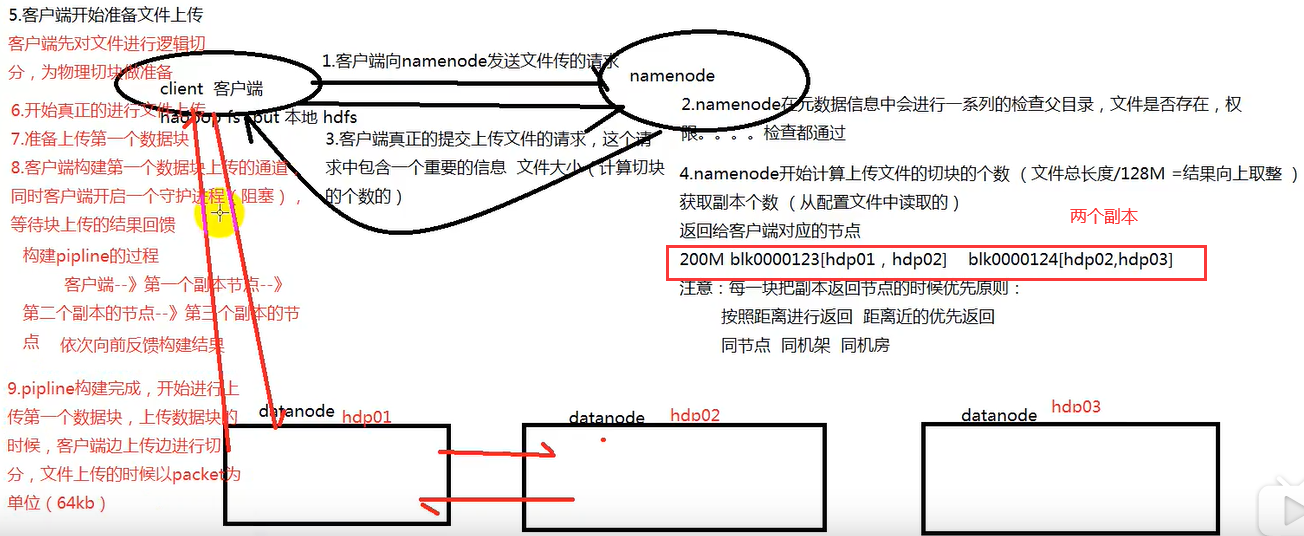 5.客户端开始准备文件上传
客户端先对文件进行逻辑切
分，为物理切块做准备
client 客户端
6.开始真正的进行文件上传
hadoop fs -put 本地 hdfs
7.准备上传第一个数据块
8.客户端构建第一个数据块上传的通道
同时客户端开启一个守护进程（阻塞），
等待块上传的结果回馈
构建pipline的过程
客户端--》第一个副本节点--》
第二个副本的节点--》第三个副本的节
点 依次向前反馈构建结果
9.pipline构建完成，开始进行上
传第一个数据块，上传数据块的
时候，客户端边上传边进行切
分，文件上传的时候以packet为
单位（64kb）
1.客户端向namenode发送文件传的请求
3.客户端真正的提交上传文件的请求，这个请
求中包含一个重要的信息 文件大小（计算切块
的个数的）
namenode
2.namenode在元数据信息中会进行一系列的检查父目录，文件是否存在，权
限。。。。检查都通过
4.namenode开始计算上传文件的切块的个数（文件总长度/128M =结果向上取整 ）
获取副本个数（从配置文件中读取的）
两个副本
返回给客户端对应的节点
200M blk0000123[hdp01，hdp02] blk0000124[hdp02,hdp03]
注意：每一块把副本返回节点的时候优先原则：
按照距离进行返回 距离近的优先返回
同节点 同机架 同机房
datanode hdp01
datanode hdp02
datanode hdp03